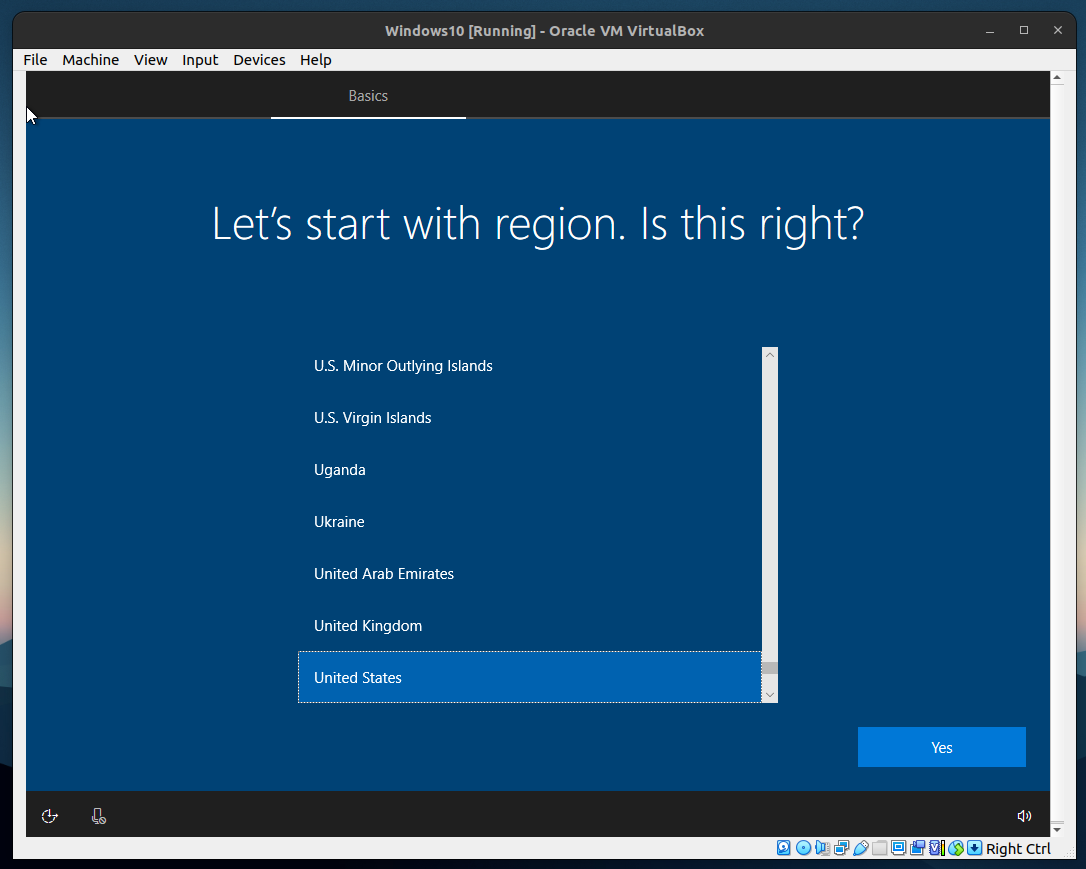 Windows10 [Running] - Oracle VM VirtualBox
File Machine View Input Devices Help
Basics
Let’s start with region. Is this right?
U.S. Minor Outlying Islands
U.S. Virgin Islands
Uganda
Ukraine
United Arab Emirates
United Kingdom
United States
Yes
Right Ctrl